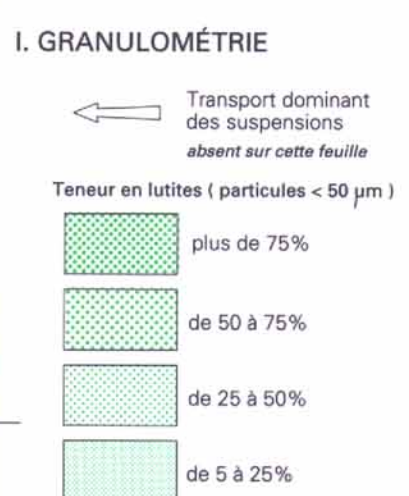 I. GRANULOMÉTRIE
Transport dominant
des suspensions
absent sur cette feuille
Teneur en lutites ( particules < 50 µm )
plus de 75%
de 50 à 75%
de 25 à 50%
de 5 à 25%